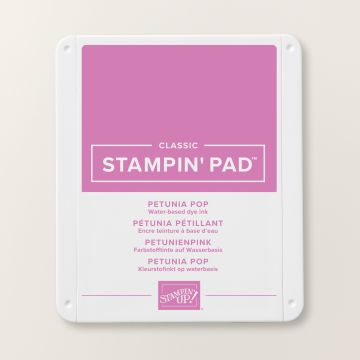 CLASSIC
STAMPIN' PAD™
PETUNIA POP
Water-based dye ink
PÉTUNIA PÉTILLANT
Encre teinture à base d'eau
PETUNIENPINK
Farbstofftinte auf Wasserbasis
PETUNIA POP
Kleurstofinkt op waterbasis
STAMPIN' UP!™